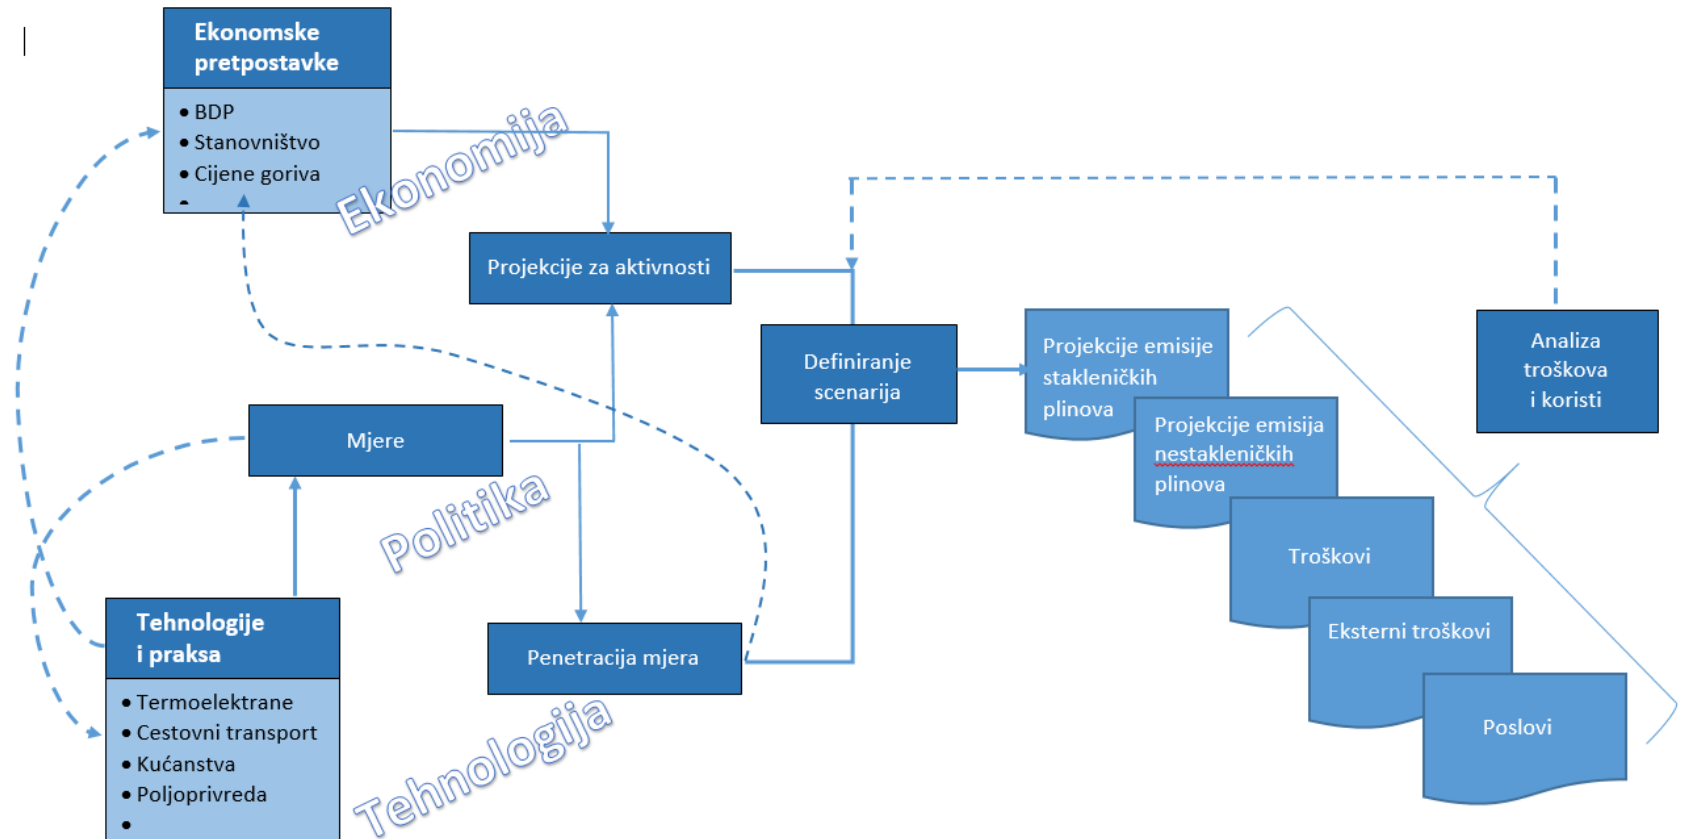 Ekonomske
pretpostavke
• BDP
• Stanovništvo
• Cijene goriva
•
Ekonomija
Projekcije za aktivnosti
Definiranje
scenarija
Projekcije emisije
stakleničkih
plinova
Projekcije emisija
nestakleničkih
plinova
Troškovi
Eksterni troškovi
Poslovi
Analiza
troškova
i koristi
Mjere
Politika
Penetracija mjera
Tehnologije
i praksa
• Termoelektrane
• Cestovni transport
• Kućanstva
• Poljoprivreda
•
Tehnologija